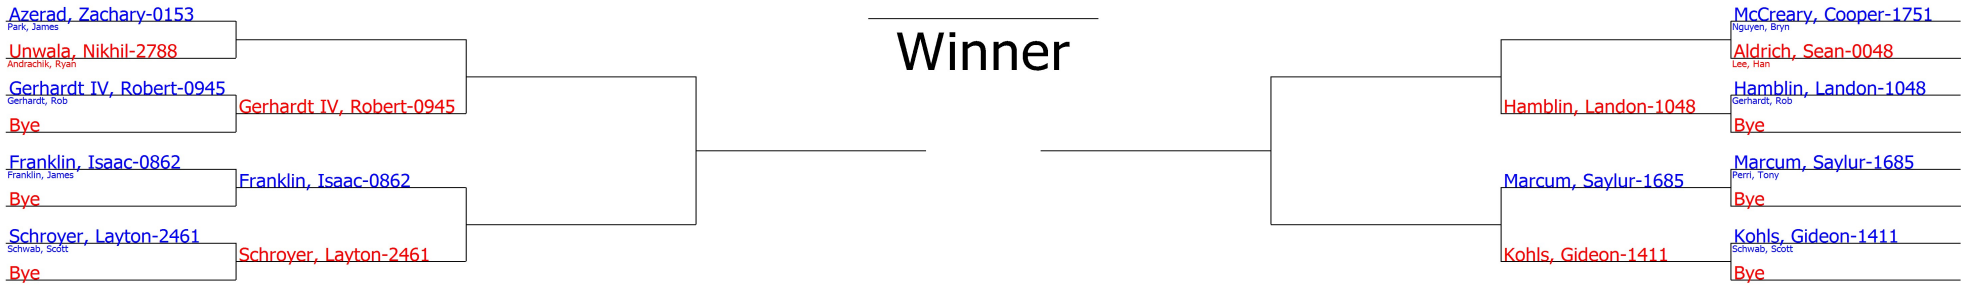 Azerad, Zachary-0153
Park, James
Unwala, Nikhil-2788
Andrachik, Ryan
Gerhardt IV, Robert-0945
Gerhardt, Rob
Bye
Gerhardt IV, Robert-0945
Franklin, Isaac-0862
Franklin, James
Bye
Franklin, Isaac-0862
Schroyer, Layton-2461
Schwab, Scott
Bye
Schroyer, Layton-2461
Winner
McCreary, Cooper-1751
Nguyen, Bryn
Aldrich, Sean-0048
Lee, Han
Hamblin, Landon-1048
Hamblin, Landon-1048
Gerhardt, Rob
Bye
Marcum, Saylur-1685
Marcum, Saylur-1685
Perri, Tony
Bye
Kohls, Gideon-1411
Kohls, Gideon-1411
Schwab, Scott
Bye